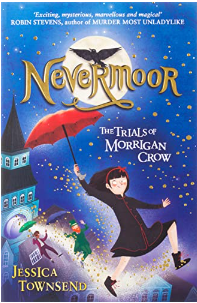 "Exciting, mysterious, marvellous and magical"
ROBIN STEVENS, author of MURDER MOST UNLADYLIKE
NEVERMOOR
THE TRIALS OF
MORRIGAN
CROW
JESSICA
TOWNSEND